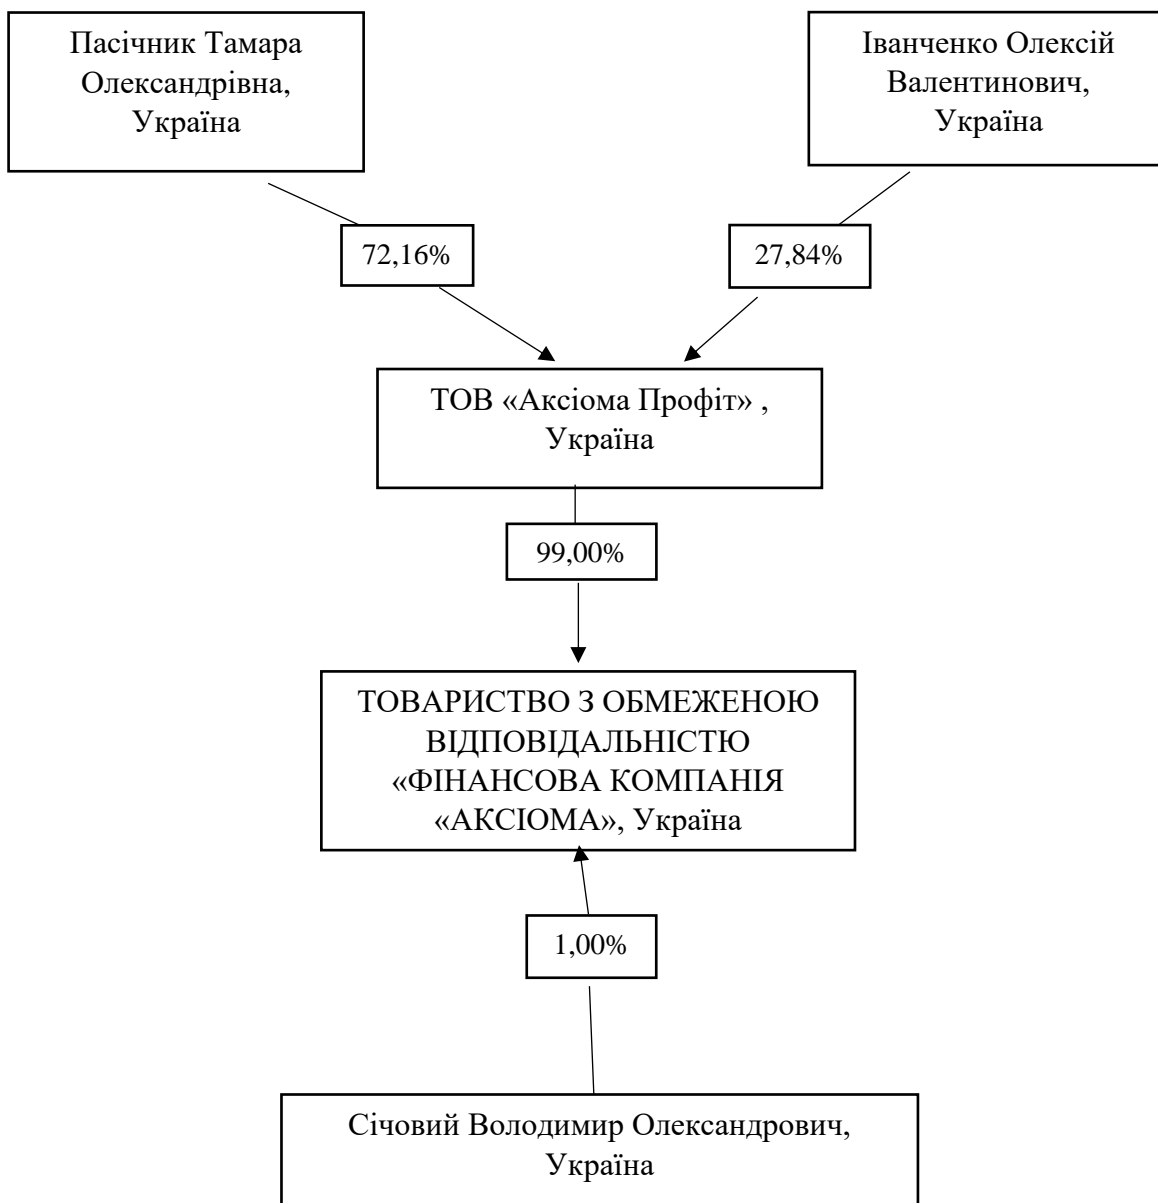 Пасічник Тамара
Олександрівна,
Україна
Іванченко Олексій
Валентинович,
Україна
72,16%
27,84%
ТОВ «Аксіома Профіт» ,
Україна
99,00%
ТОВАРИСТВО З ОБМЕЖЕНОЮ
ВІДПОВІДАЛЬНІСТЮ
«ФІНАНСОВА КОМПАНІЯ
«АКСІОМА», Україна
1,00%
Січовий Володимир Олександрович,
Україна